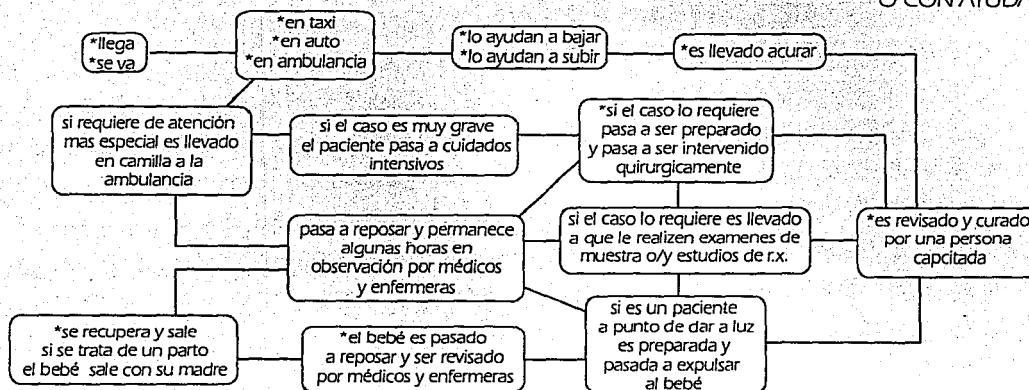 O CON AYUDA
*llega
*se va
*en taxi
*en auto
*en ambulancia
*lo ayudan a bajar
*lo ayudan a subir
*es llevado acurar
si requiere de atención
mas especial es llevado
en camilla a la
ambulancia
si el caso es muy grave
el paciente pasa a cuidados
intensivos
*si el caso lo requiere
pasa a ser preparado
y pasa a ser intervenido
quirurgicamente
pasa a reposar y permanece
algunas horas en
observación por médicos
y enfermeras
si el caso lo requiere es llevado
a que le realizen examenes de
muestra o/y estudios de r.x.
*es revisado y curado
por una persona
capcitada
*se recupera y sale
si se trata de un parto
el bebé sale con su madre
*el bebé es pasado
a reposar y ser revisado
por médicos y enfermeras
si es un paciente
a punto de dar a luz
es preparada y
pasada a expulsar
al bebé